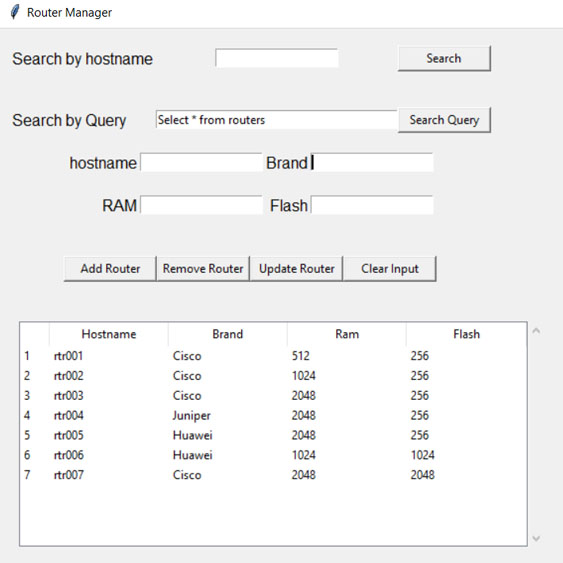 Router Manager
Search by hostname Search
Search by Query Select * from routers Search Query
hostname Brand
RAM Flash
Add Router Remove Router Update Router Clear Input
Hostname Brand Ram Flash
1 rtr001 Cisco 512 256
2 rtr002 Cisco 1024 256
3 rtr003 Cisco 2048 256
4 rtr004 Juniper 2048 256
5 rtr005 Huawei 2048 256
6 rtr006 Huawei 1024 1024
7 rtr007 Cisco 2048 2048